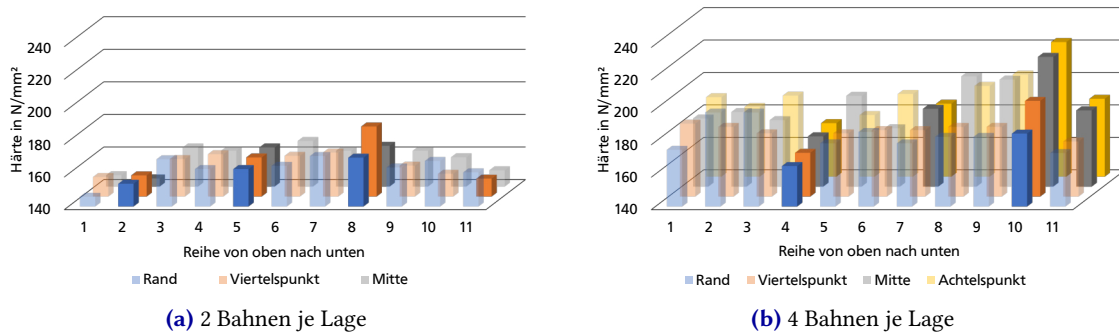 Härte in N/mm²
240
220
200
180
160
140
1 2 3 4 5 6 7 8 9 10 11
Reihe von oben nach unten
Rand Viertelspunkt Mitte
(a) 2 Bahnen je Lage
Härte in N/mm²
240
220
200
180
160
140
1 2 3 4 5 6 7 8 9 10 11
Reihe von oben nach unten
Rand Viertelspunkt Mitte Achtelspunkt
(b) 4 Bahnen je Lage